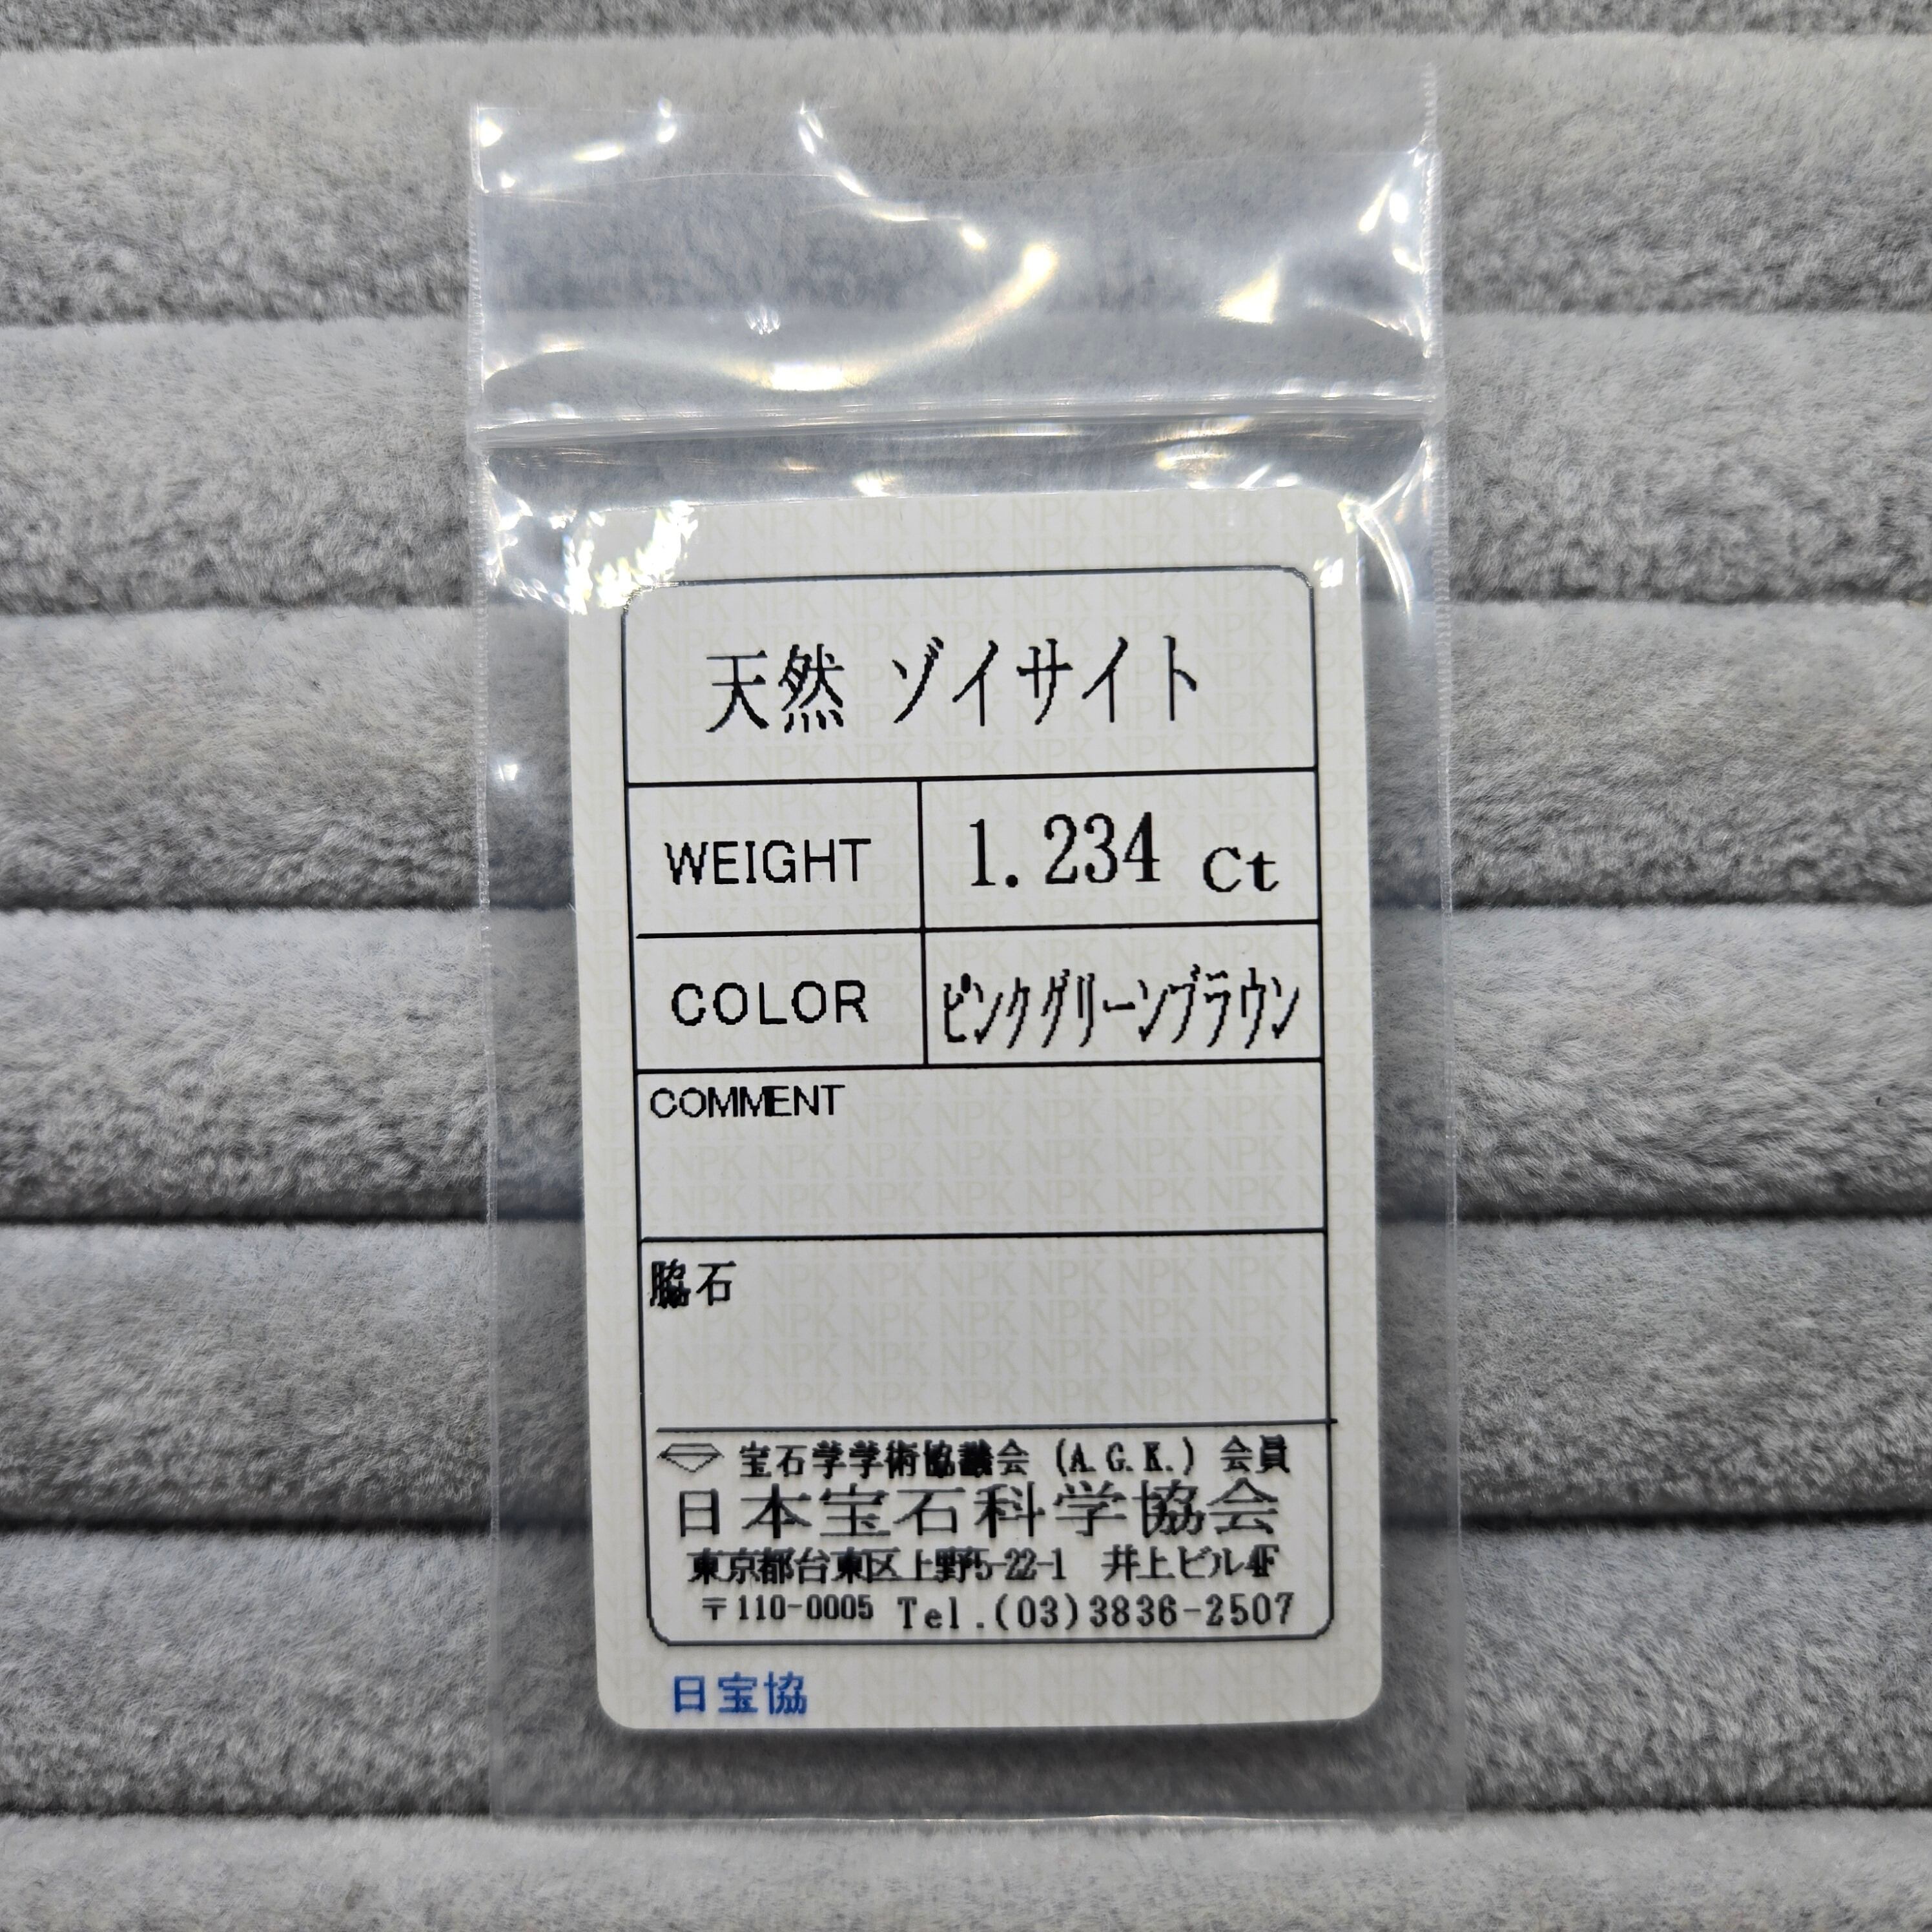 天然 ゾイサイト
WEIGHT 1.234 Ct
COLOR ピンクグリーンブラウン
COMMENT
脇石
宝石学学術協議会 (A.G.K.) 会員
日本宝石科学協会
東京都台東区上野5-22-1 井上ビル4F
〒110-0005 Tel.(03)3836-2507
日宝協